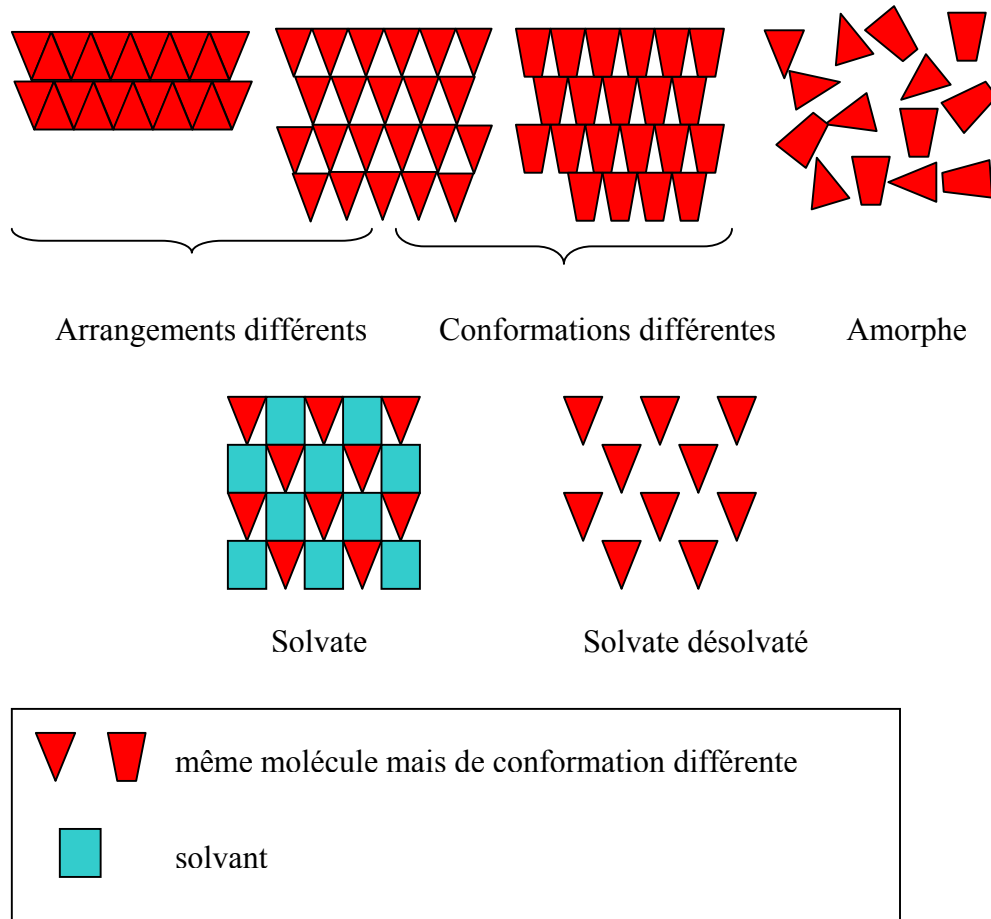 Arrangements différents
Conformations différentes
Amorphe
Solvate
Solvate désolvaté
même molécule mais de conformation différente
solvant